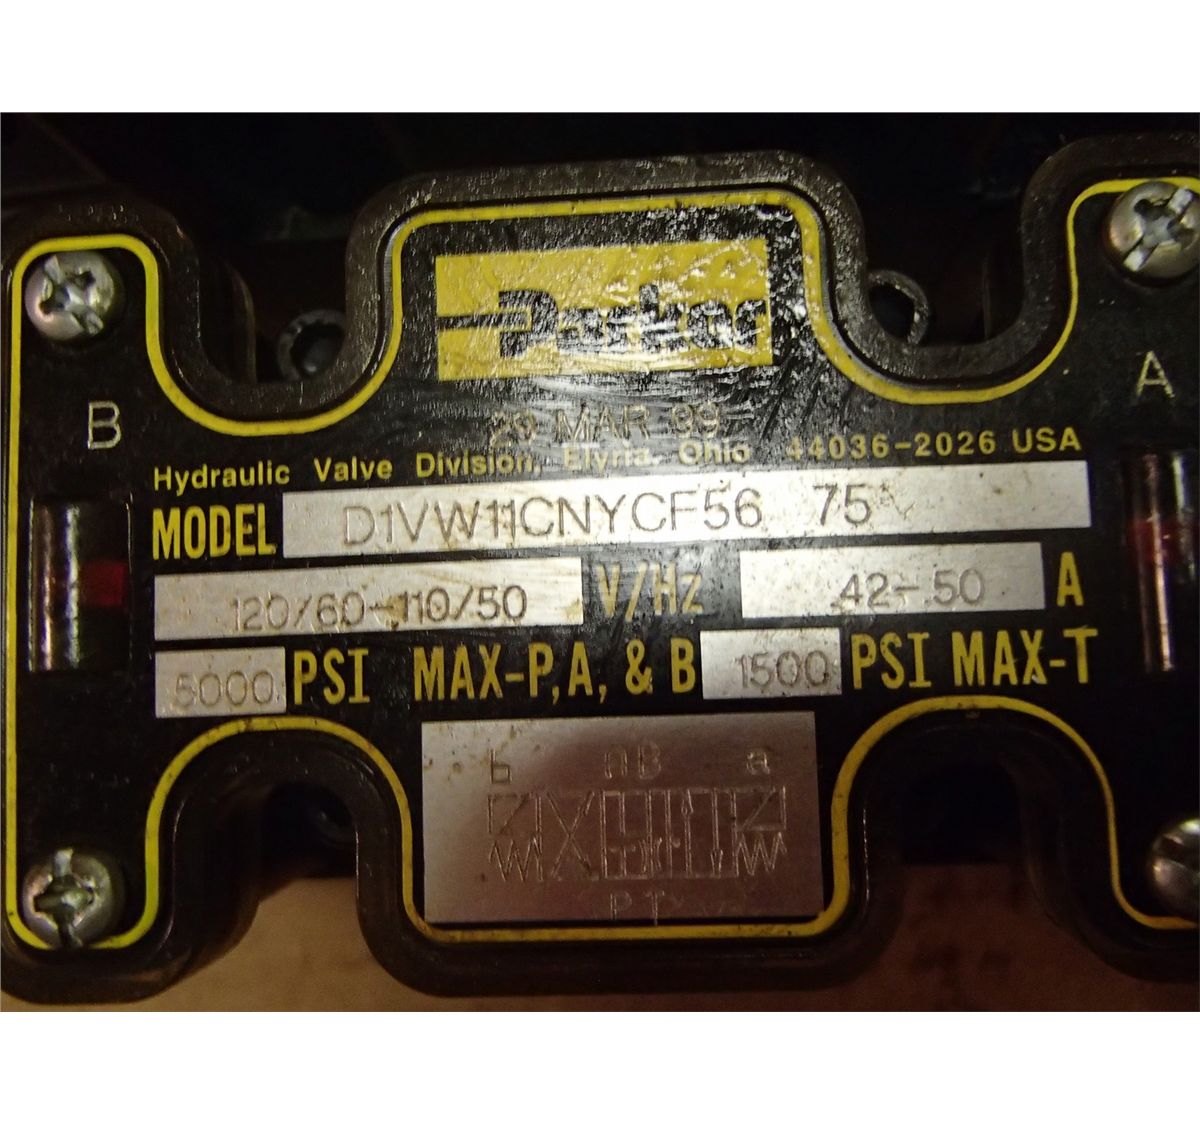 Parker
B
A
29 MAR 99
Hydraulic Valve Division, Elyria, Ohio 44036-2026 USA
MODEL D1VW11CNYCF56 75
120/60-110/50 V/Hz .42-.50 A
5000 PSI MAX-P,A, & B 1500 PSI MAX-T
b AB a
P T